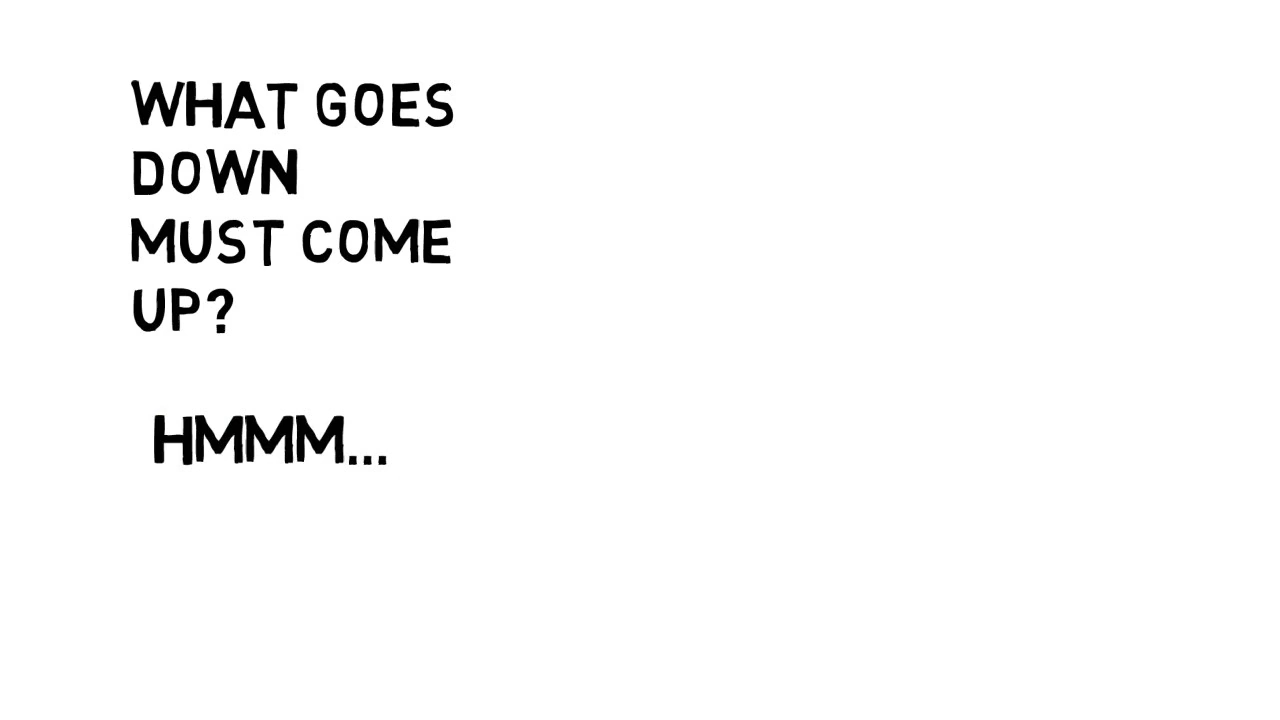 WHAT GOES
DOWN
MUST COME
UP?
HMMM...